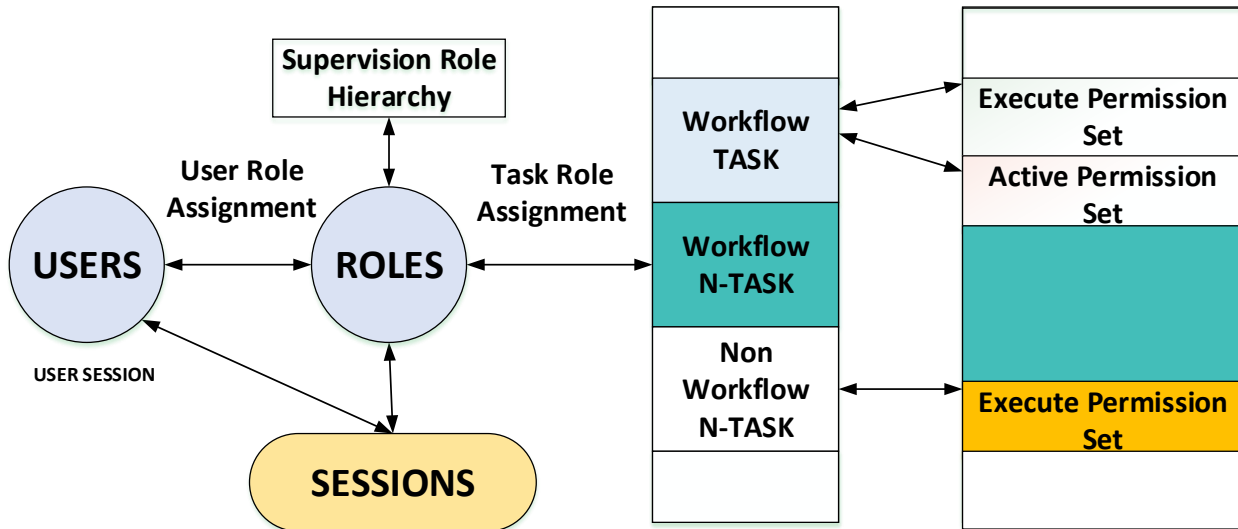 Supervision Role
Hierarchy
User Role
Assignment
Task Role
Assignment
USERS
ROLES
USER SESSION
SESSIONS
Workflow
TASK
Workflow
N-TASK
Non
Workflow
N-TASK
Execute Permission
Set
Active Permission
Set
Execute Permission
Set